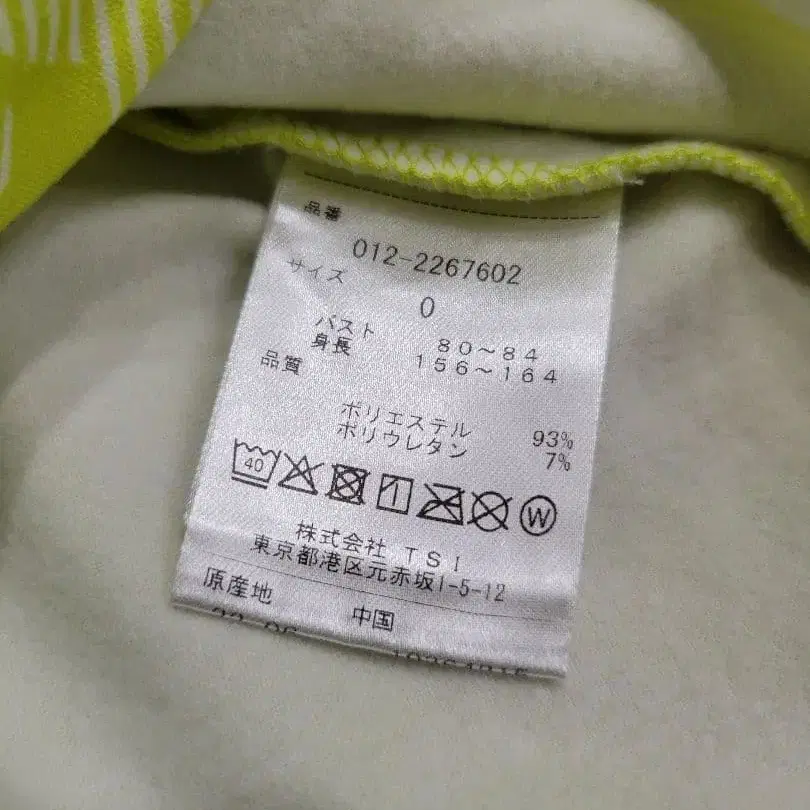 品番
012-2267602
サイズ
0
バスト 80～84
身長 156～164
品質
ポリエステル 93%
ポリウレタン 7%
40
W
株式会社 TSI
東京都港区元赤坂1-5-12
原産地 中国